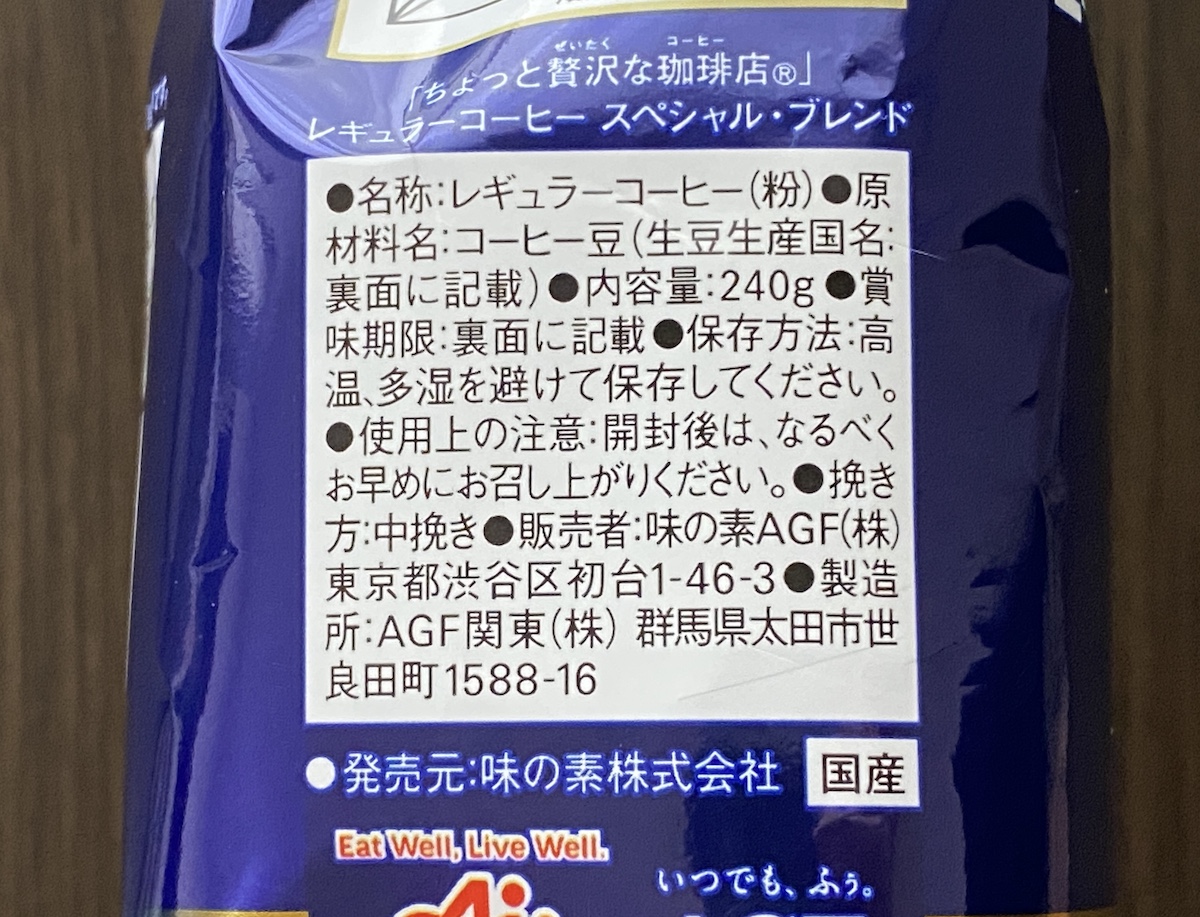 ぜいたく コーヒー
「ちょっと贅沢な珈琲店®」
レギュラーコーヒー スペシャル・ブレンド
●名称:レギュラーコーヒー(粉)●原
材料名:コーヒー豆(生豆生産国名:
裏面に記載)●内容量:240g●賞
味期限:裏面に記載●保存方法:高
温、多湿を避けて保存してください。
●使用上の注意:開封後は、なるべく
お早めにお召し上がりください。●挽き
方:中挽き●販売者:味の素AGF(株)
東京都渋谷区初台1-46-3●製造
所:AGF関東(株) 群馬県太田市世
良田町1588-16
●発売元:味の素株式会社 国産
Eat Well, Live Well.
いつでも、ふぅ。